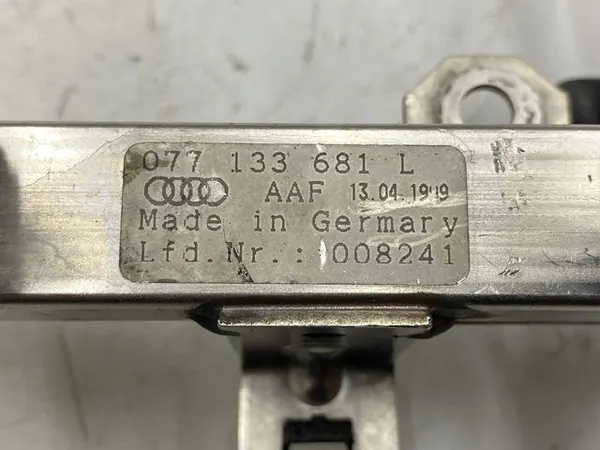 077 133 681 L
AAF 13.04.1999
Made in Germany
Lfd.Nr.: 008241